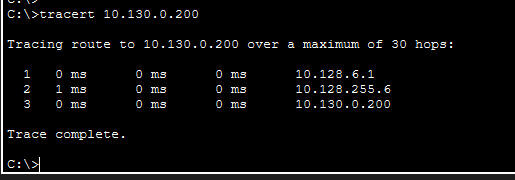 C:\>tracert 10.130.0.200
Tracing route to 10.130.0.200 over a maximum of 30 hops:
1 0 ms 0 ms 0 ms 10.128.6.1
2 1 ms 0 ms 0 ms 10.128.255.6
3 0 ms 0 ms 0 ms 10.130.0.200
Trace complete.
C:\>